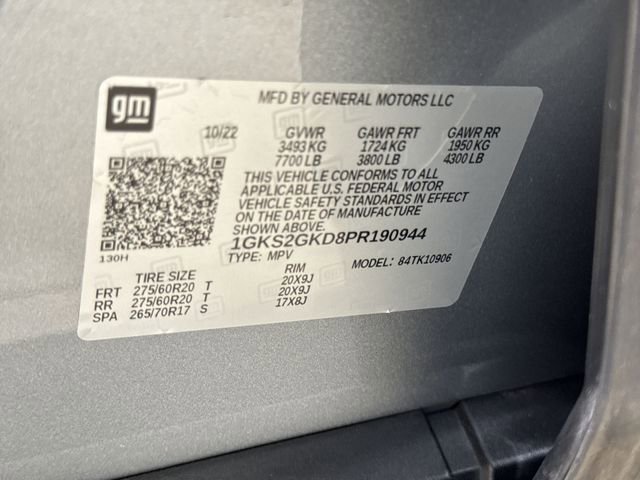 gm
MFD BY GENERAL MOTORS LLC
10/22 GVWR GAWR FRT GAWR RR
3493 KG 1724 KG 1950 KG
7700 LB 3800 LB 4300 LB
THIS VEHICLE CONFORMS TO ALL
APPLICABLE U.S. FEDERAL MOTOR
VEHICLE SAFETY STANDARDS IN EFFECT
ON THE DATE OF MANUFACTURE
SHOWN ABOVE.
1GKS2GKD8PR190944
130H
TYPE: MPV MODEL: 84TK10906
TIRE SIZE RIM
FRT 275/60R20 T 20X9J
RR 275/60R20 T 20X9J
SPA 265/70R17 S 17X8J